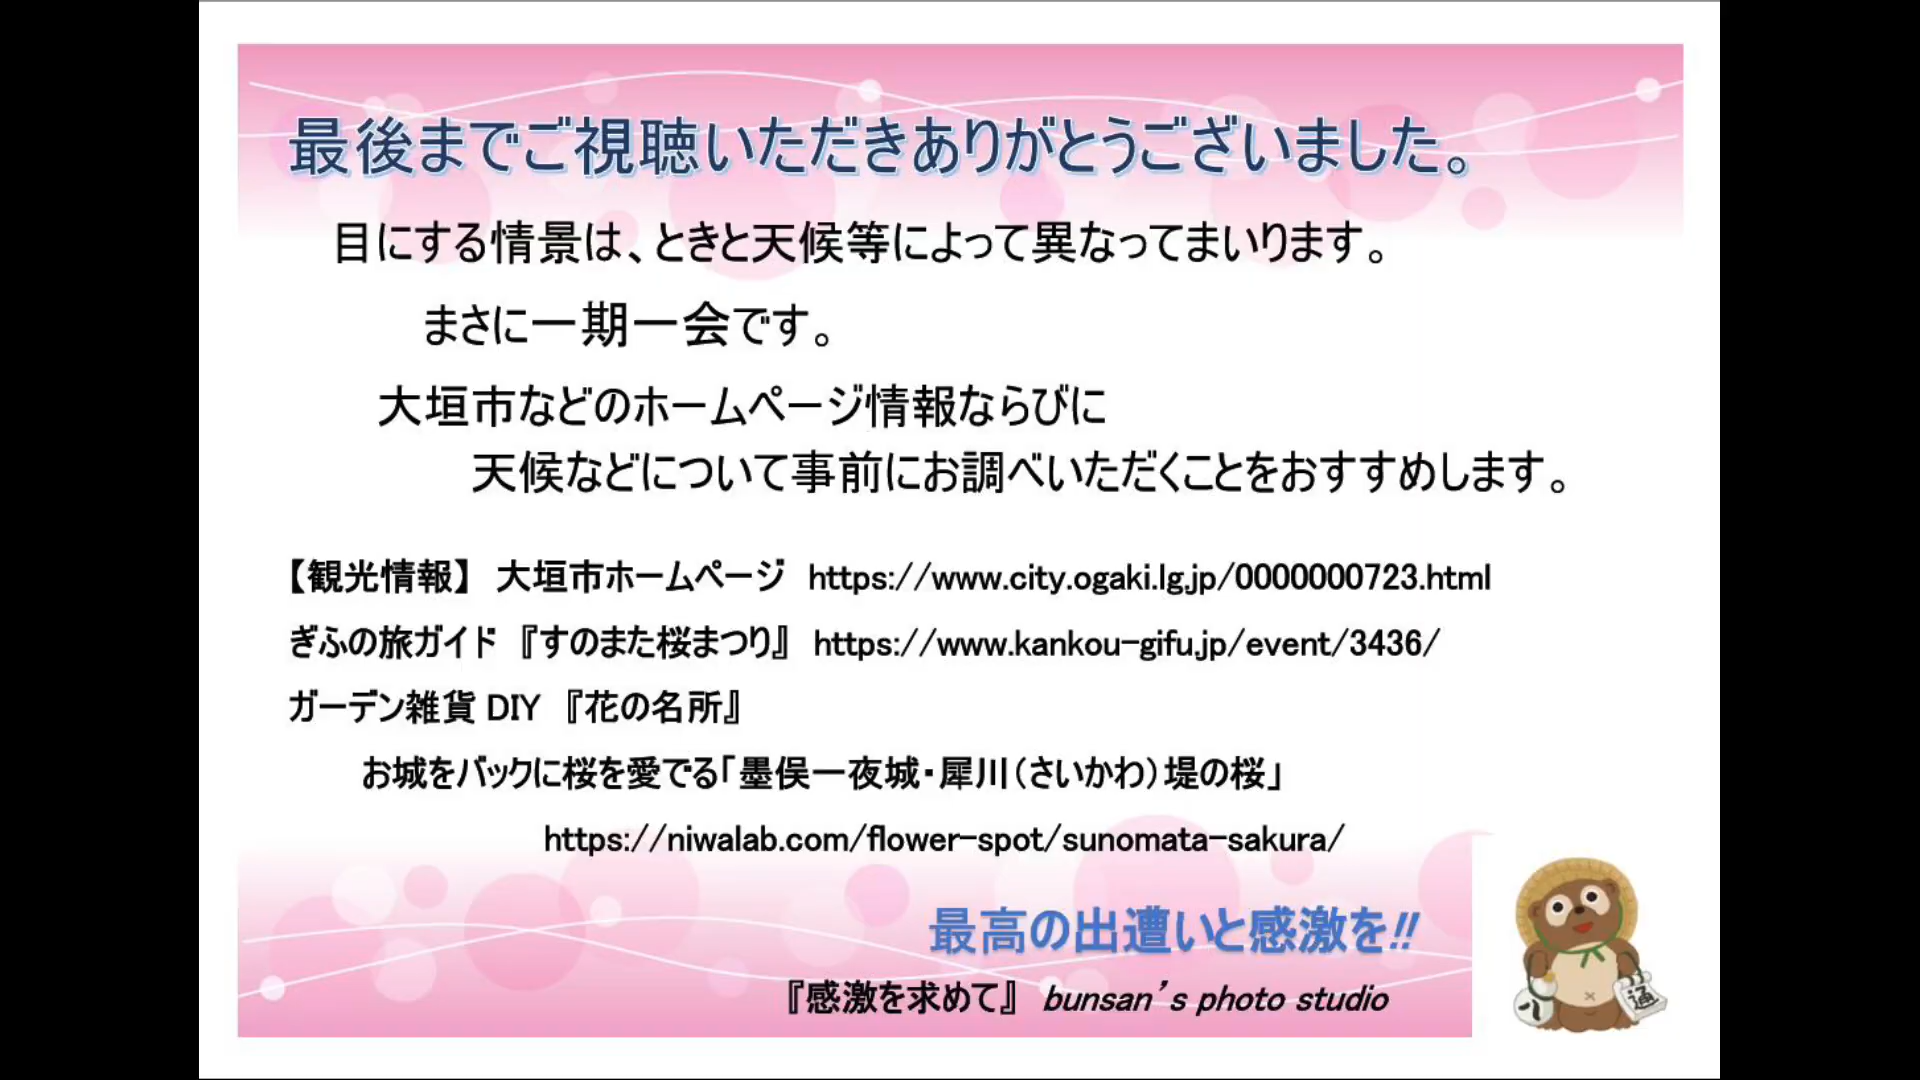 最後までご視聴いただきありがとうございました。
目にする情景は、ときと天候等によって異なってまいります。
まさに一期一会です。
大垣市などのホームページ情報ならびに
天候などについて事前にお調べいただくことをおすすめします。
【観光情報】 大垣市ホームページ https://www.city.ogaki.lg.jp/0000000723.html
ぎふの旅ガイド『すのまた桜まつり』 https://www.kankou-gifu.jp/event/3436/
ガーデン雑貨 DIY 『花の名所』
お城をバックに桜を愛でる「墨俣一夜城・犀川（さいかわ）堤の桜」
https://niwalab.com/flower-spot/sunomata-sakura/
最高の出遭いと感激を!!
『感激を求めて』 bunsan's photo studio
八
通